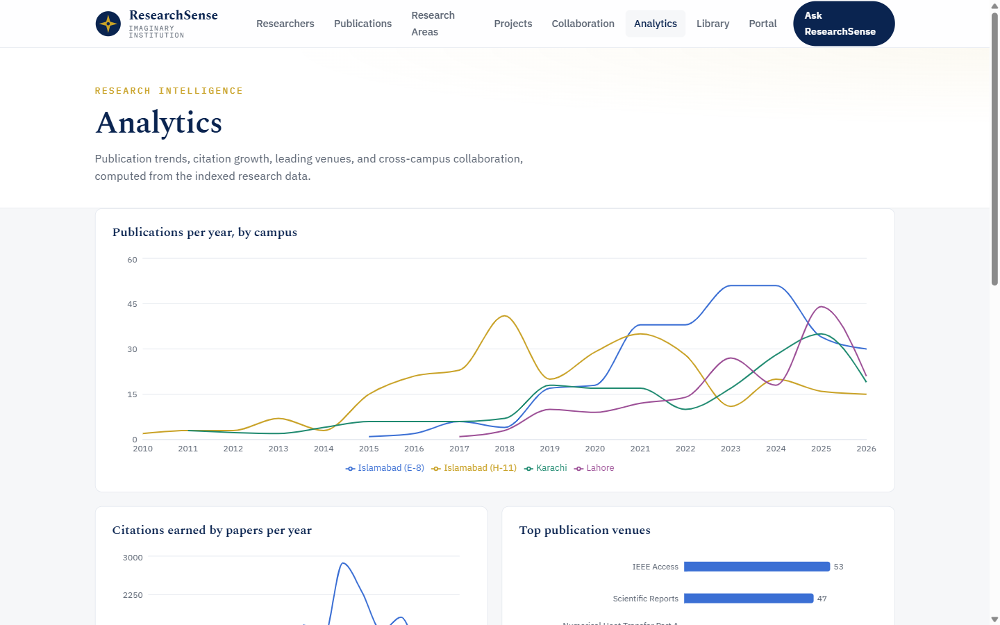 ResearchSense
IMAGINARY
INSTITUTION
Researchers
Publications
Research
Areas
Projects
Collaboration
Analytics
Library
Portal
Ask
ResearchSense
RESEARCH INTELLIGENCE
Analytics
Publication trends, citation growth, leading venues, and cross-campus collaboration,
computed from the indexed research data.
Publications per year, by campus
60
45
30
15
0
2010 2011 2012 2013 2014 2015 2016 2017 2018 2019 2020 2021 2022 2023 2024 2025 2026
Islamabad (E-8) Islamabad (H-11) Karachi Lahore
Citations earned by papers per year
3000
2250
Top publication venues
IEEE Access 53
Scientific Reports 47
Numerical Heat Transfer Part A